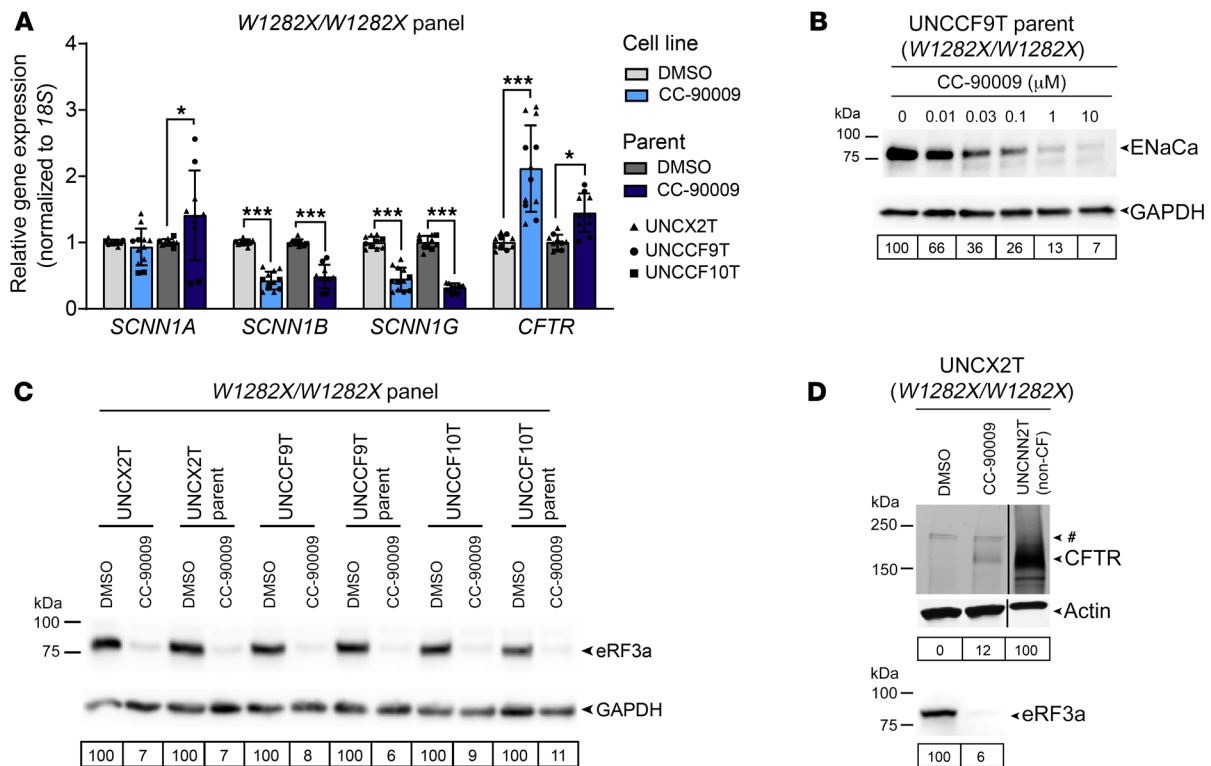 A
W1282X/W1282X panel
Relative gene expression
(normalized to 18S)
4
3
2
1
0
*
***
***
***
***
***
*
SCNN1A
SCNN1B
SCNN1G
CFTR
Cell line
DMSO
CC-90009
Parent
DMSO
CC-90009
UNCX2T
UNCCF9T
UNCCF10T
B
UNCCF9T parent
(W1282X/W1282X)
CC-90009 (μM)
kDa
0 0.01 0.03 0.1 1 10
100
75
ENaCa
GAPDH
100 66 36 26 13 7
C
W1282X/W1282X panel
UNCX2T
UNCX2T
parent
UNCCF9T
UNCCF9T
parent
UNCCF10T
UNCCF10T
parent
DMSO CC-90009 DMSO CC-90009 DMSO CC-90009 DMSO CC-90009 DMSO CC-90009 DMSO CC-90009
kDa
100
75
eRF3a
GAPDH
100 7 100 7 100 8 100 6 100 9 100 11
D
UNCX2T
(W1282X/W1282X)
DMSO
CC-90009
UNCNN2T
(non-CF)
kDa
250
150
#
CFTR
Actin
0 12 100
kDa
100
75
eRF3a
100 6